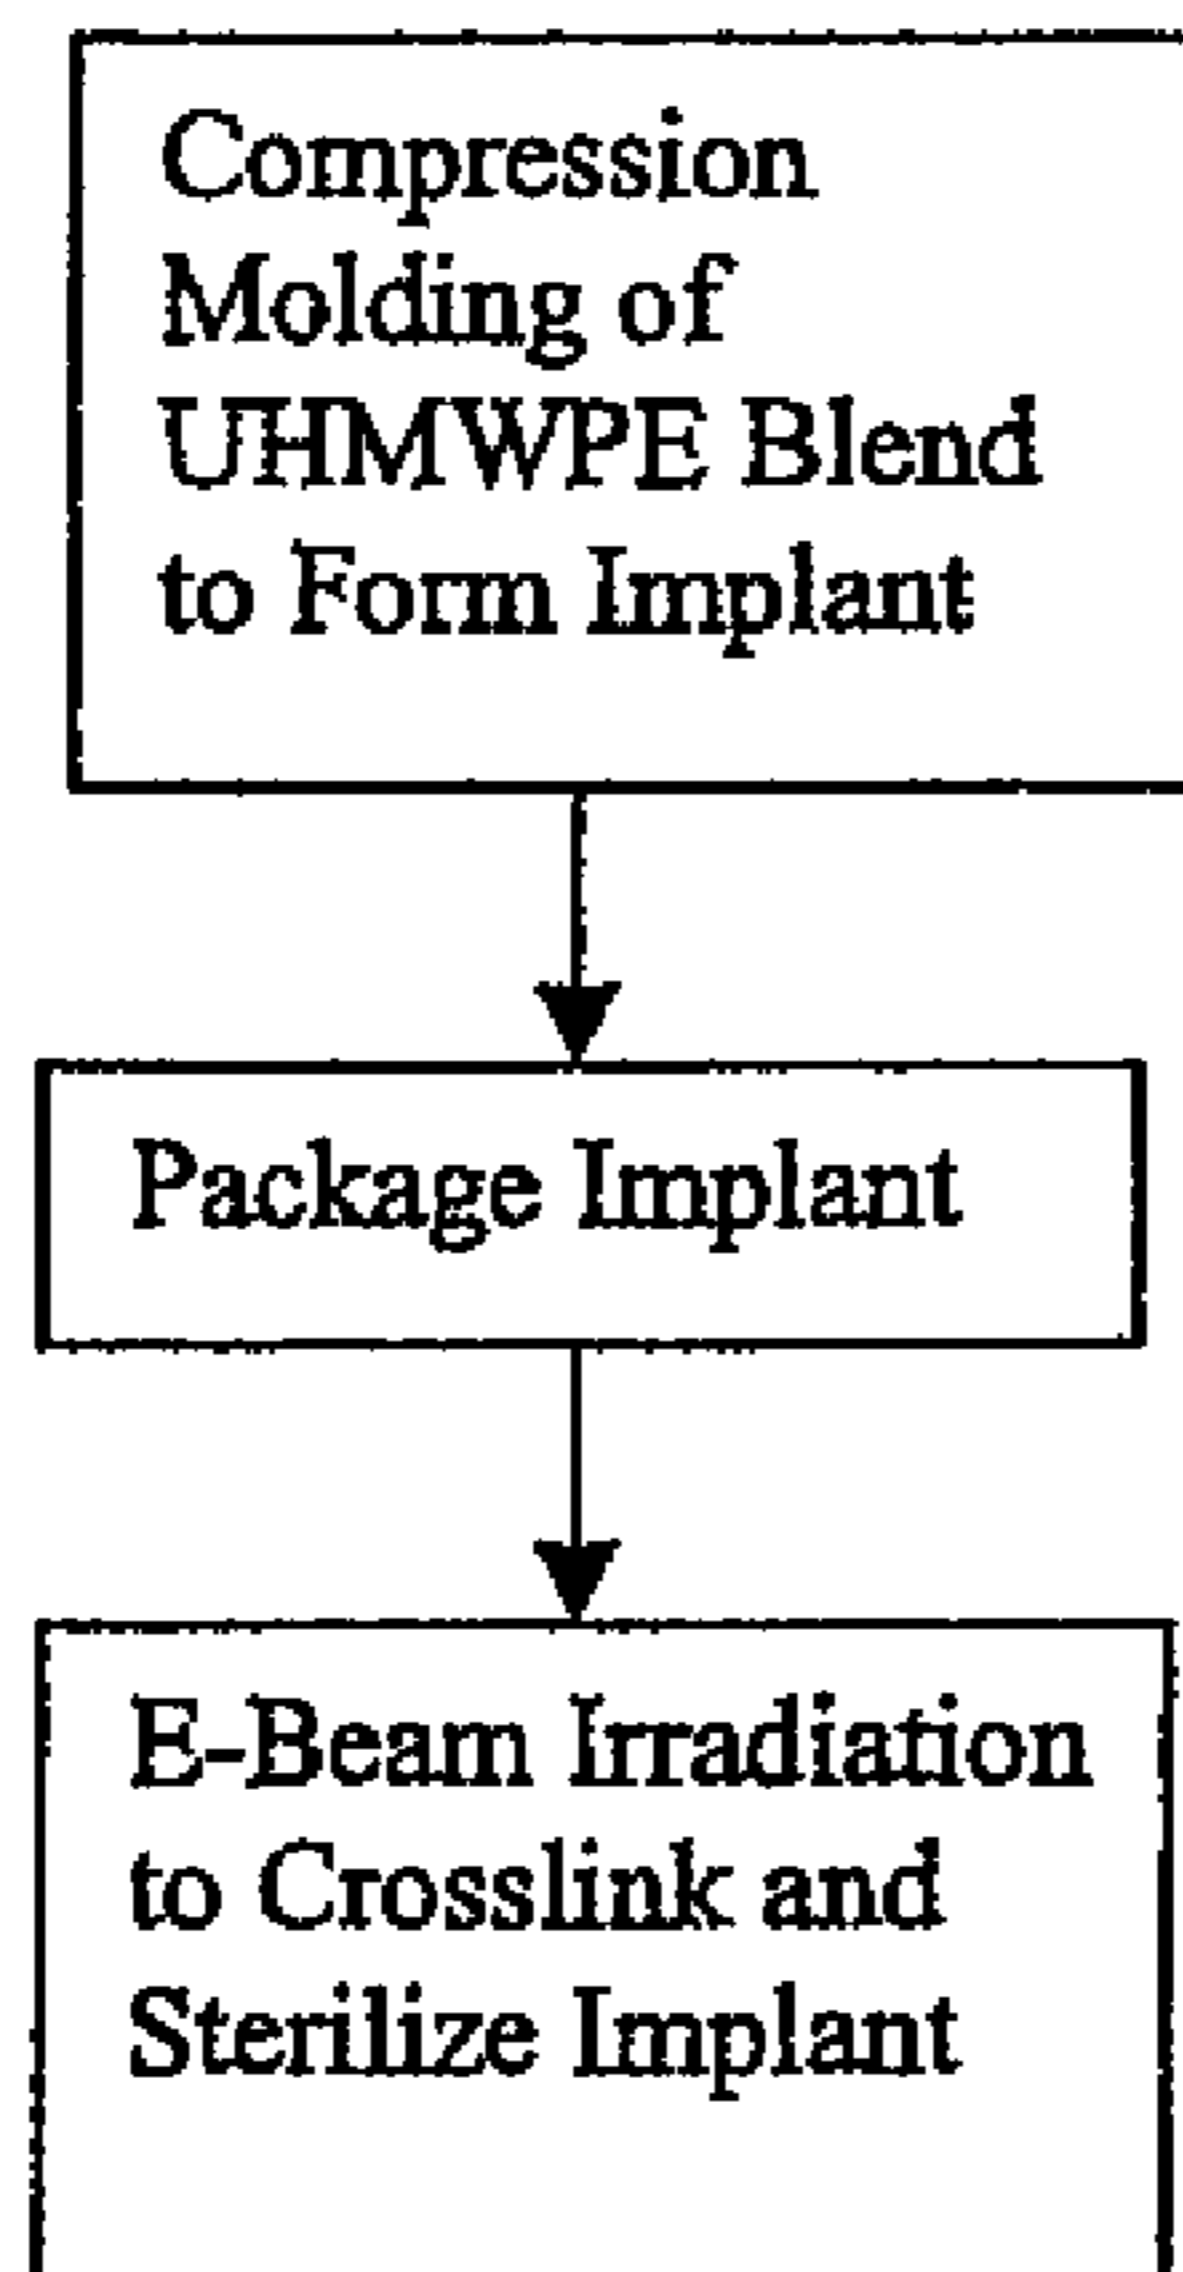 Compression
Molding of
UHMWPE Blend
to Form Implant
Package Implant
E-Beam Irradiation
to Crosslink and
Sterilize Implant